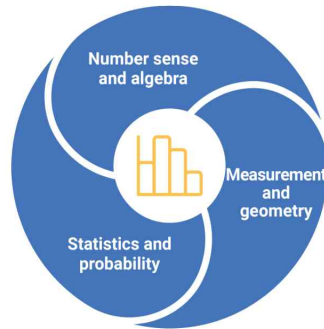 Number sense
and algebra
Measurement
and
geometry
Statistics and
probability